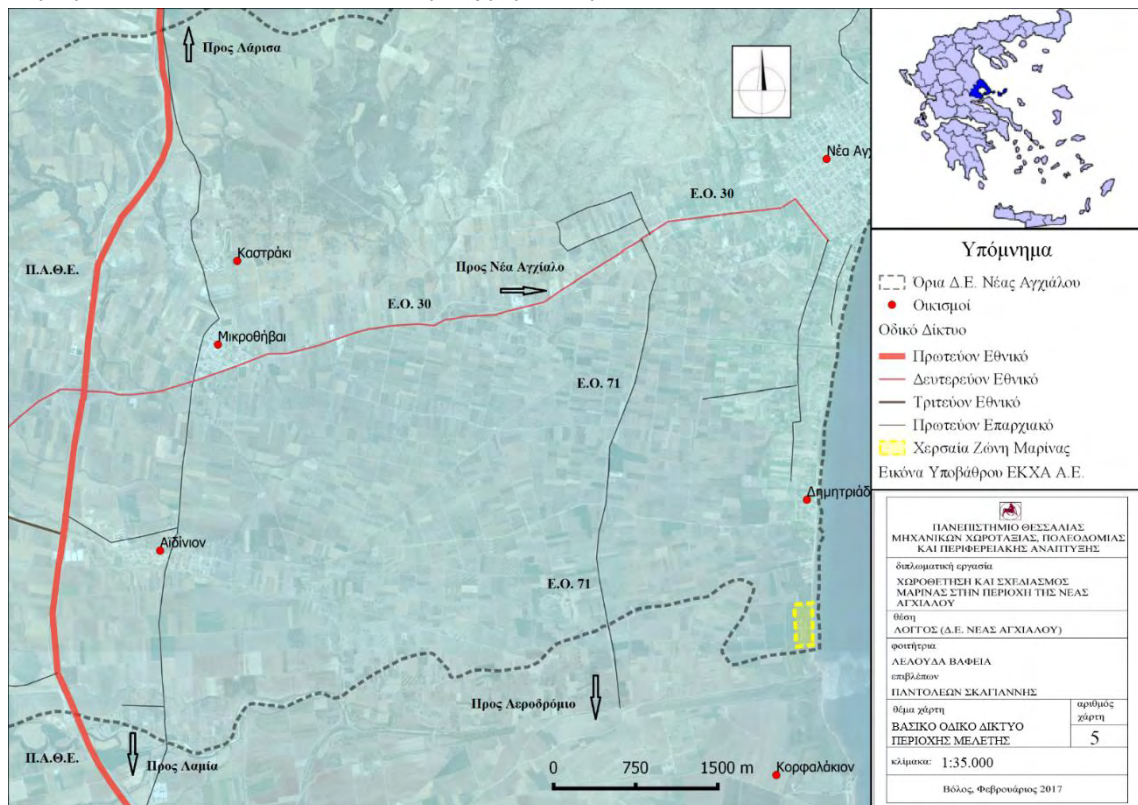 Προς Λάρισα
Νέα Αγχ
Ε.Ο. 30
Π.Α.Θ.Ε.
Καστράκι
Προς Νέα Αγχίαλο
Ε.Ο. 30
Μικροθήβαι
Ε.Ο. 71
Δημητριάδ
Αϊδίνιον
Ε.Ο. 71
Προς Αεροδρόμιο
Π.Α.Θ.Ε.
Προς Λαμία
0 750 1500 m
Κορφαλάκιον
Υπόμνημα
Όρια Δ.Ε. Νέας Αγχιάλου
Οικισμοί
Οδικό Δίκτυο
Πρωτεύον Εθνικό
Δευτερεύον Εθνικό
Τριτεύον Εθνικό
Πρωτεύον Επαρχιακό
Χερσαία Ζώνη Μαρίνας
Εικόνα Υποβάθρου ΕΚΧΑ Α.Ε.
ΠΑΝΕΠΙΣΤΗΜΙΟ ΘΕΣΣΑΛΙΑΣ
ΜΗΧΑΝΙΚΩΝ ΧΩΡΟΤΑΞΙΑΣ, ΠΟΛΕΟΔΟΜΙΑΣ
ΚΑΙ ΠΕΡΙΦΕΡΕΙΑΚΗΣ ΑΝΑΠΤΥΞΗΣ
διπλωματική εργασία
ΧΩΡΟΘΕΤΗΣΗ ΚΑΙ ΣΧΕΔΙΑΣΜΟΣ
ΜΑΡΙΝΑΣ ΣΤΗΝ ΠΕΡΙΟΧΗ ΤΗΣ ΝΕΑΣ
ΑΓΧΙΑΛΟΥ
θέση
ΛΟΓΓΟΣ (Δ.Ε. ΝΕΑΣ ΑΓΧΙΑΛΟΥ)
φοιτήτρια
ΛΕΛΟΥΔΑ ΒΑΦΕΙΑ
επιβλέπων
ΠΑΝΤΟΛΕΩΝ ΣΚΑΓΙΑΝΝΗΣ
θέμα χάρτη
ΒΑΣΙΚΟ ΟΔΙΚΟ ΔΙΚΤΥΟ
ΠΕΡΙΟΧΗΣ ΜΕΛΕΤΗΣ
αριθμός
χάρτη
5
κλίμακα: 1:35.000
Βόλος, Φεβρουάριος 2017